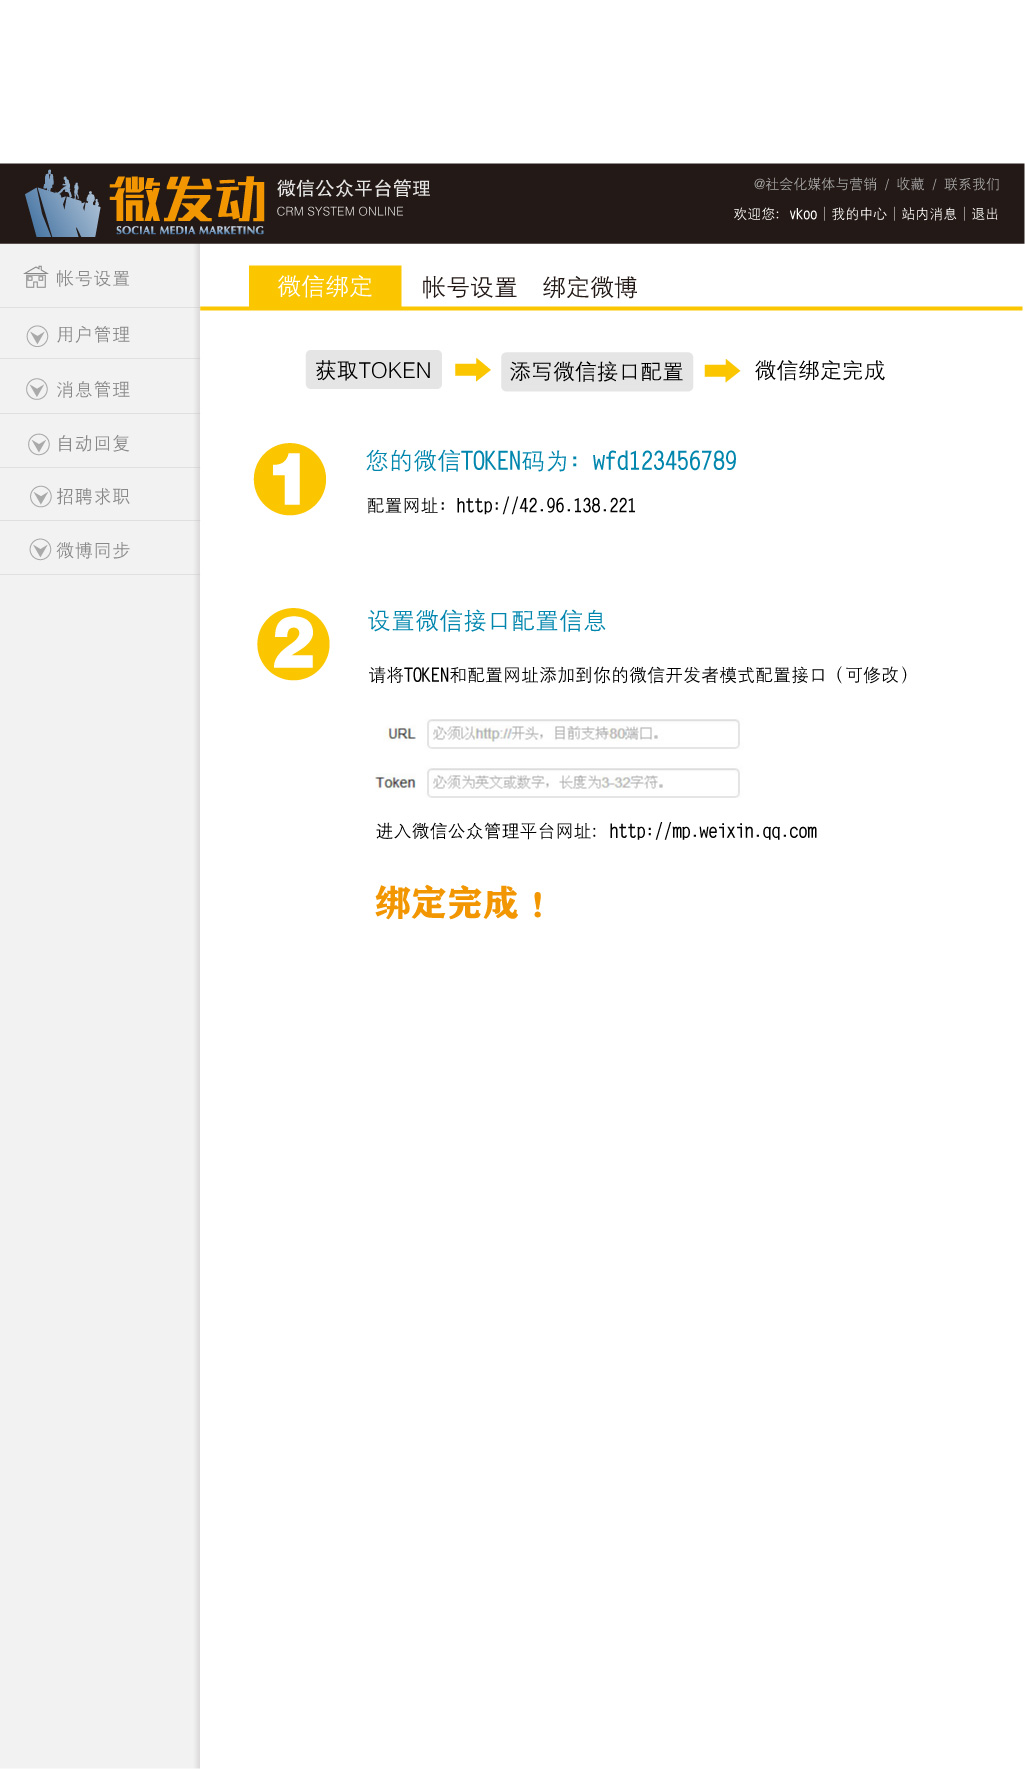 微发动
SOCIAL MEDIA MARKETING
微信公众平台管理
CRM SYSTEM ONLINE
@社会化媒体与营销 / 收藏 / 联系我们
欢迎您: vkoo | 我的中心 | 站内消息 | 退出
帐号设置
用户管理
消息管理
自动回复
招聘求职
微博同步
微信绑定 帐号设置 绑定微博
获取TOKEN 添写微信接口配置 微信绑定完成
1
您的微信TOKEN码为: wfd123456789
配置网址: http://42.96.138.221
2
设置微信接口配置信息
请将TOKEN和配置网址添加到你的微信开发者模式配置接口（可修改）
URL 必须以http://开头，目前支持80端口。
Token 必须为英文或数字，长度为3-32字符。
进入微信公众管理平台网址: http://mp.weixin.qq.com
绑定完成！